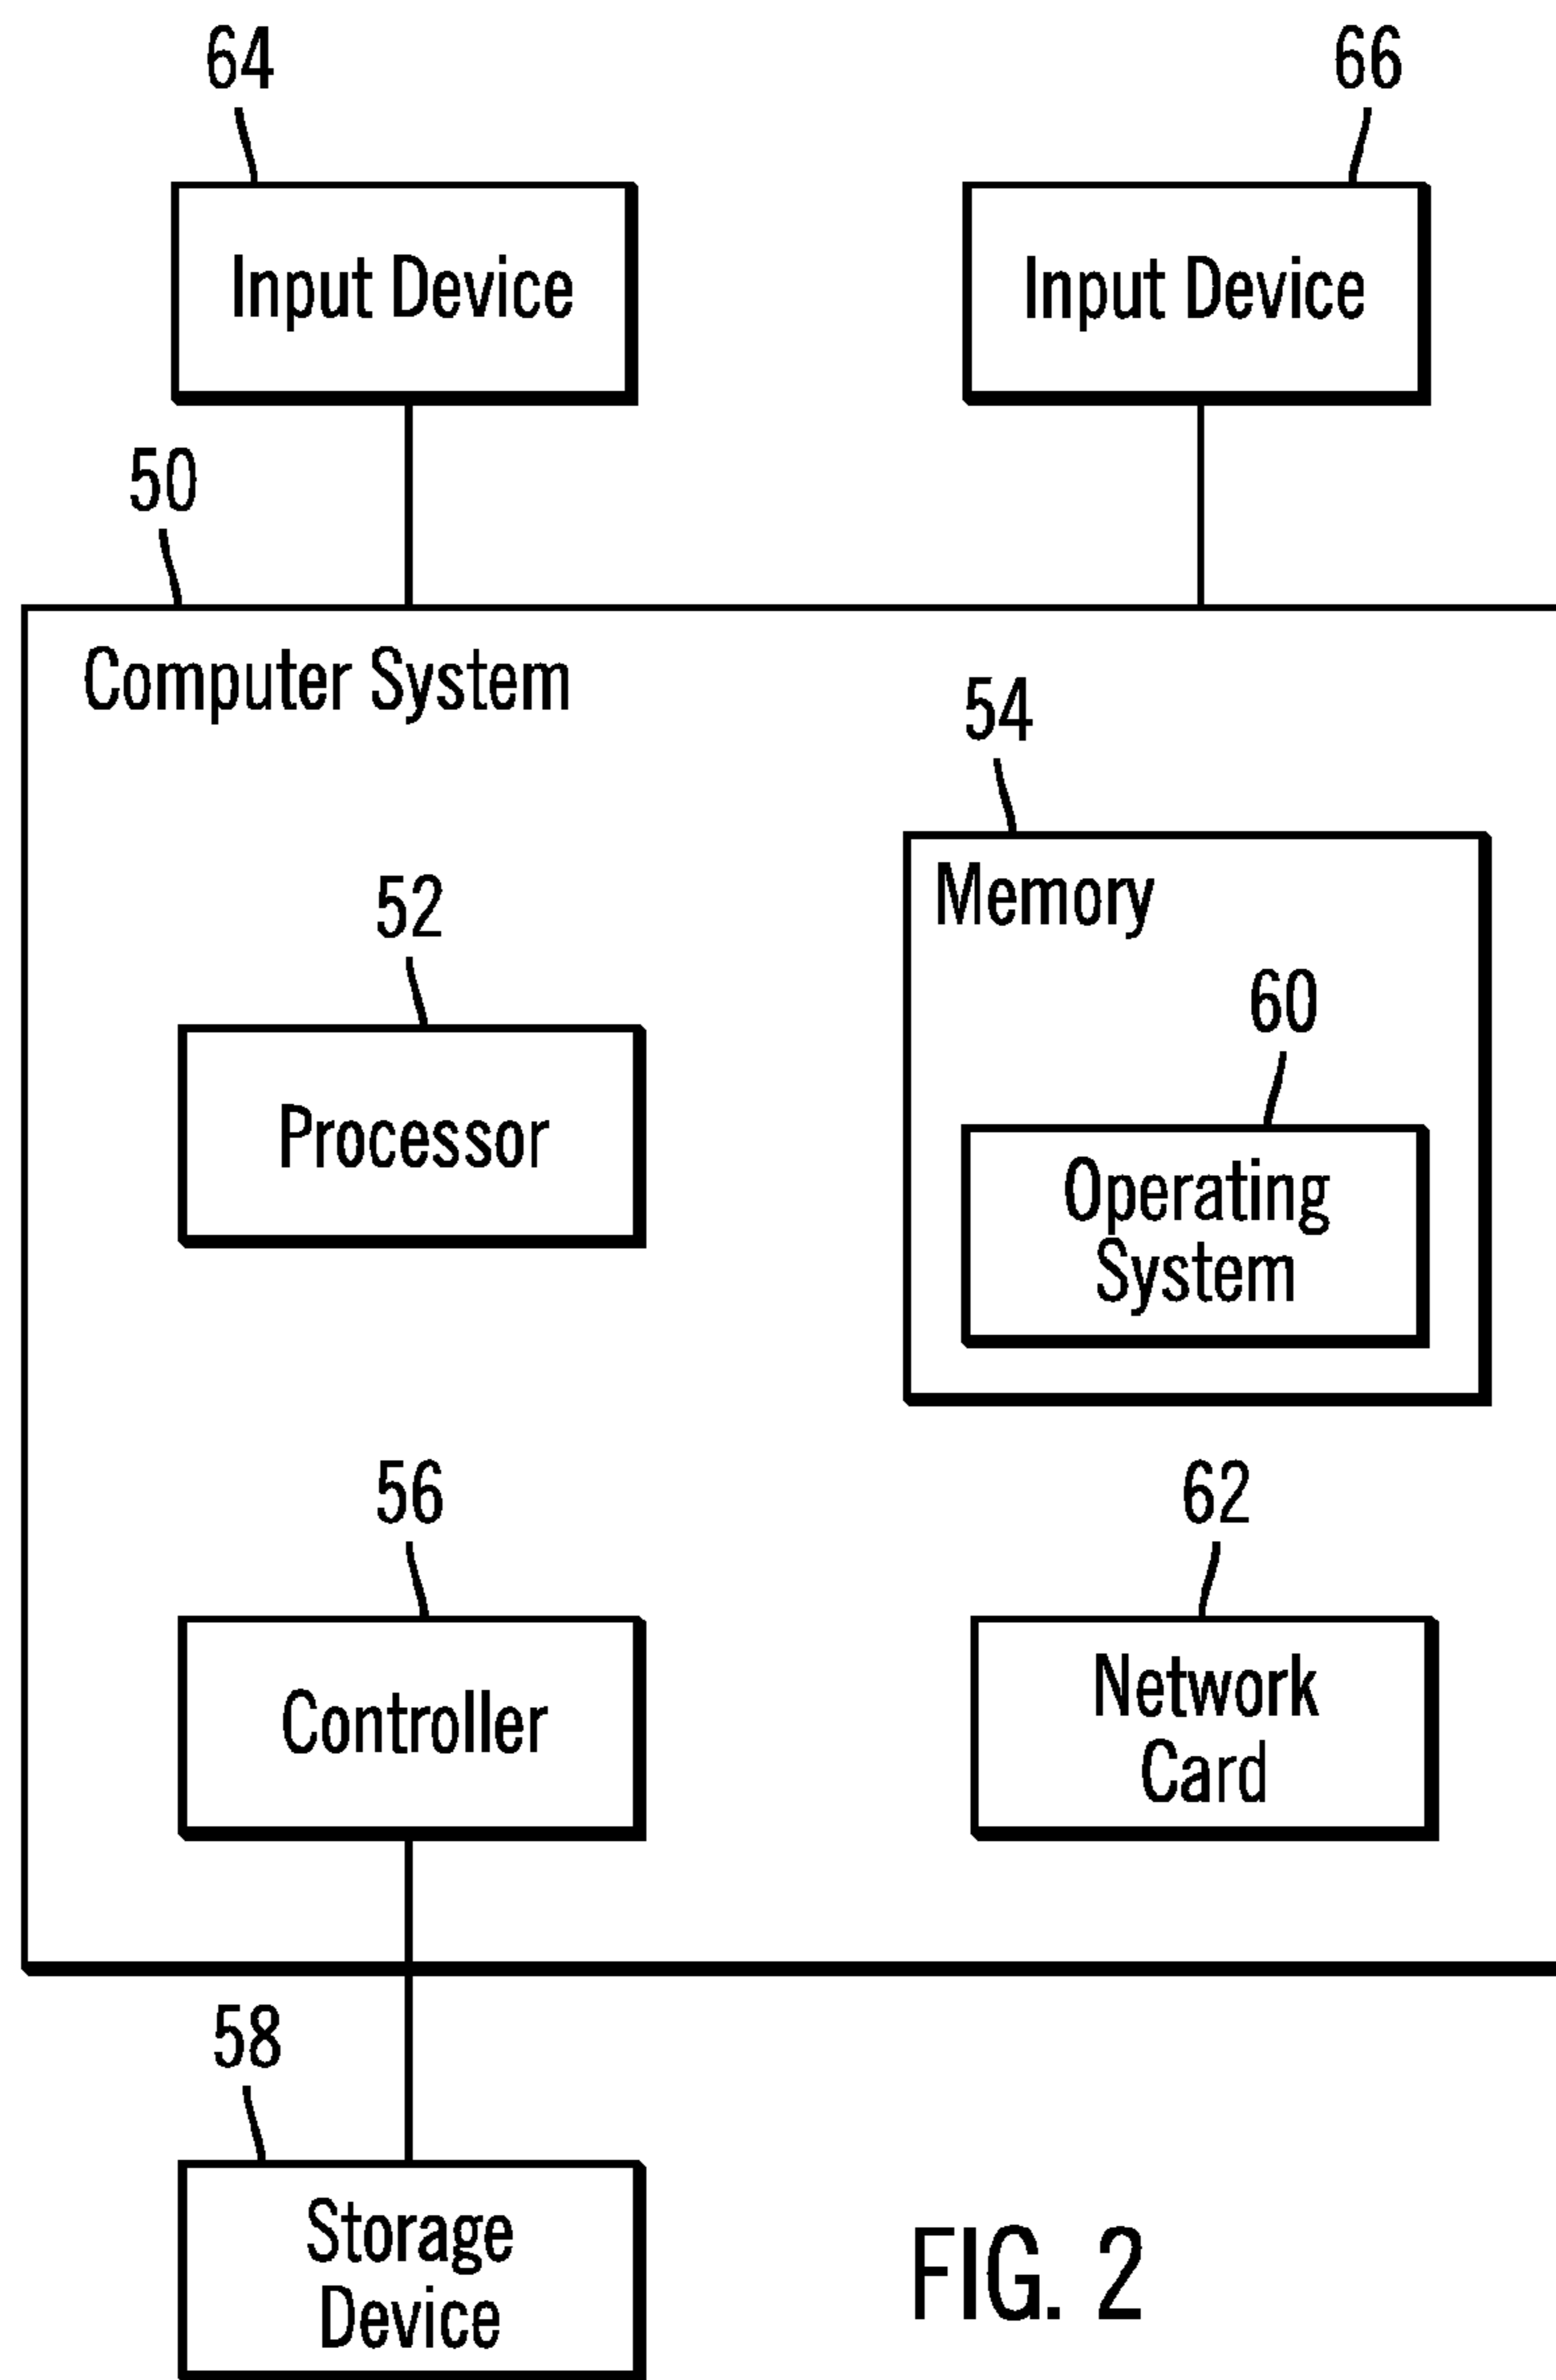 64
66
Input Device
Input Device
50
Computer System
54
Memory
52
60
Processor
Operating
System
56
62
Controller
Network
Card
58
Storage
Device
FIG. 2